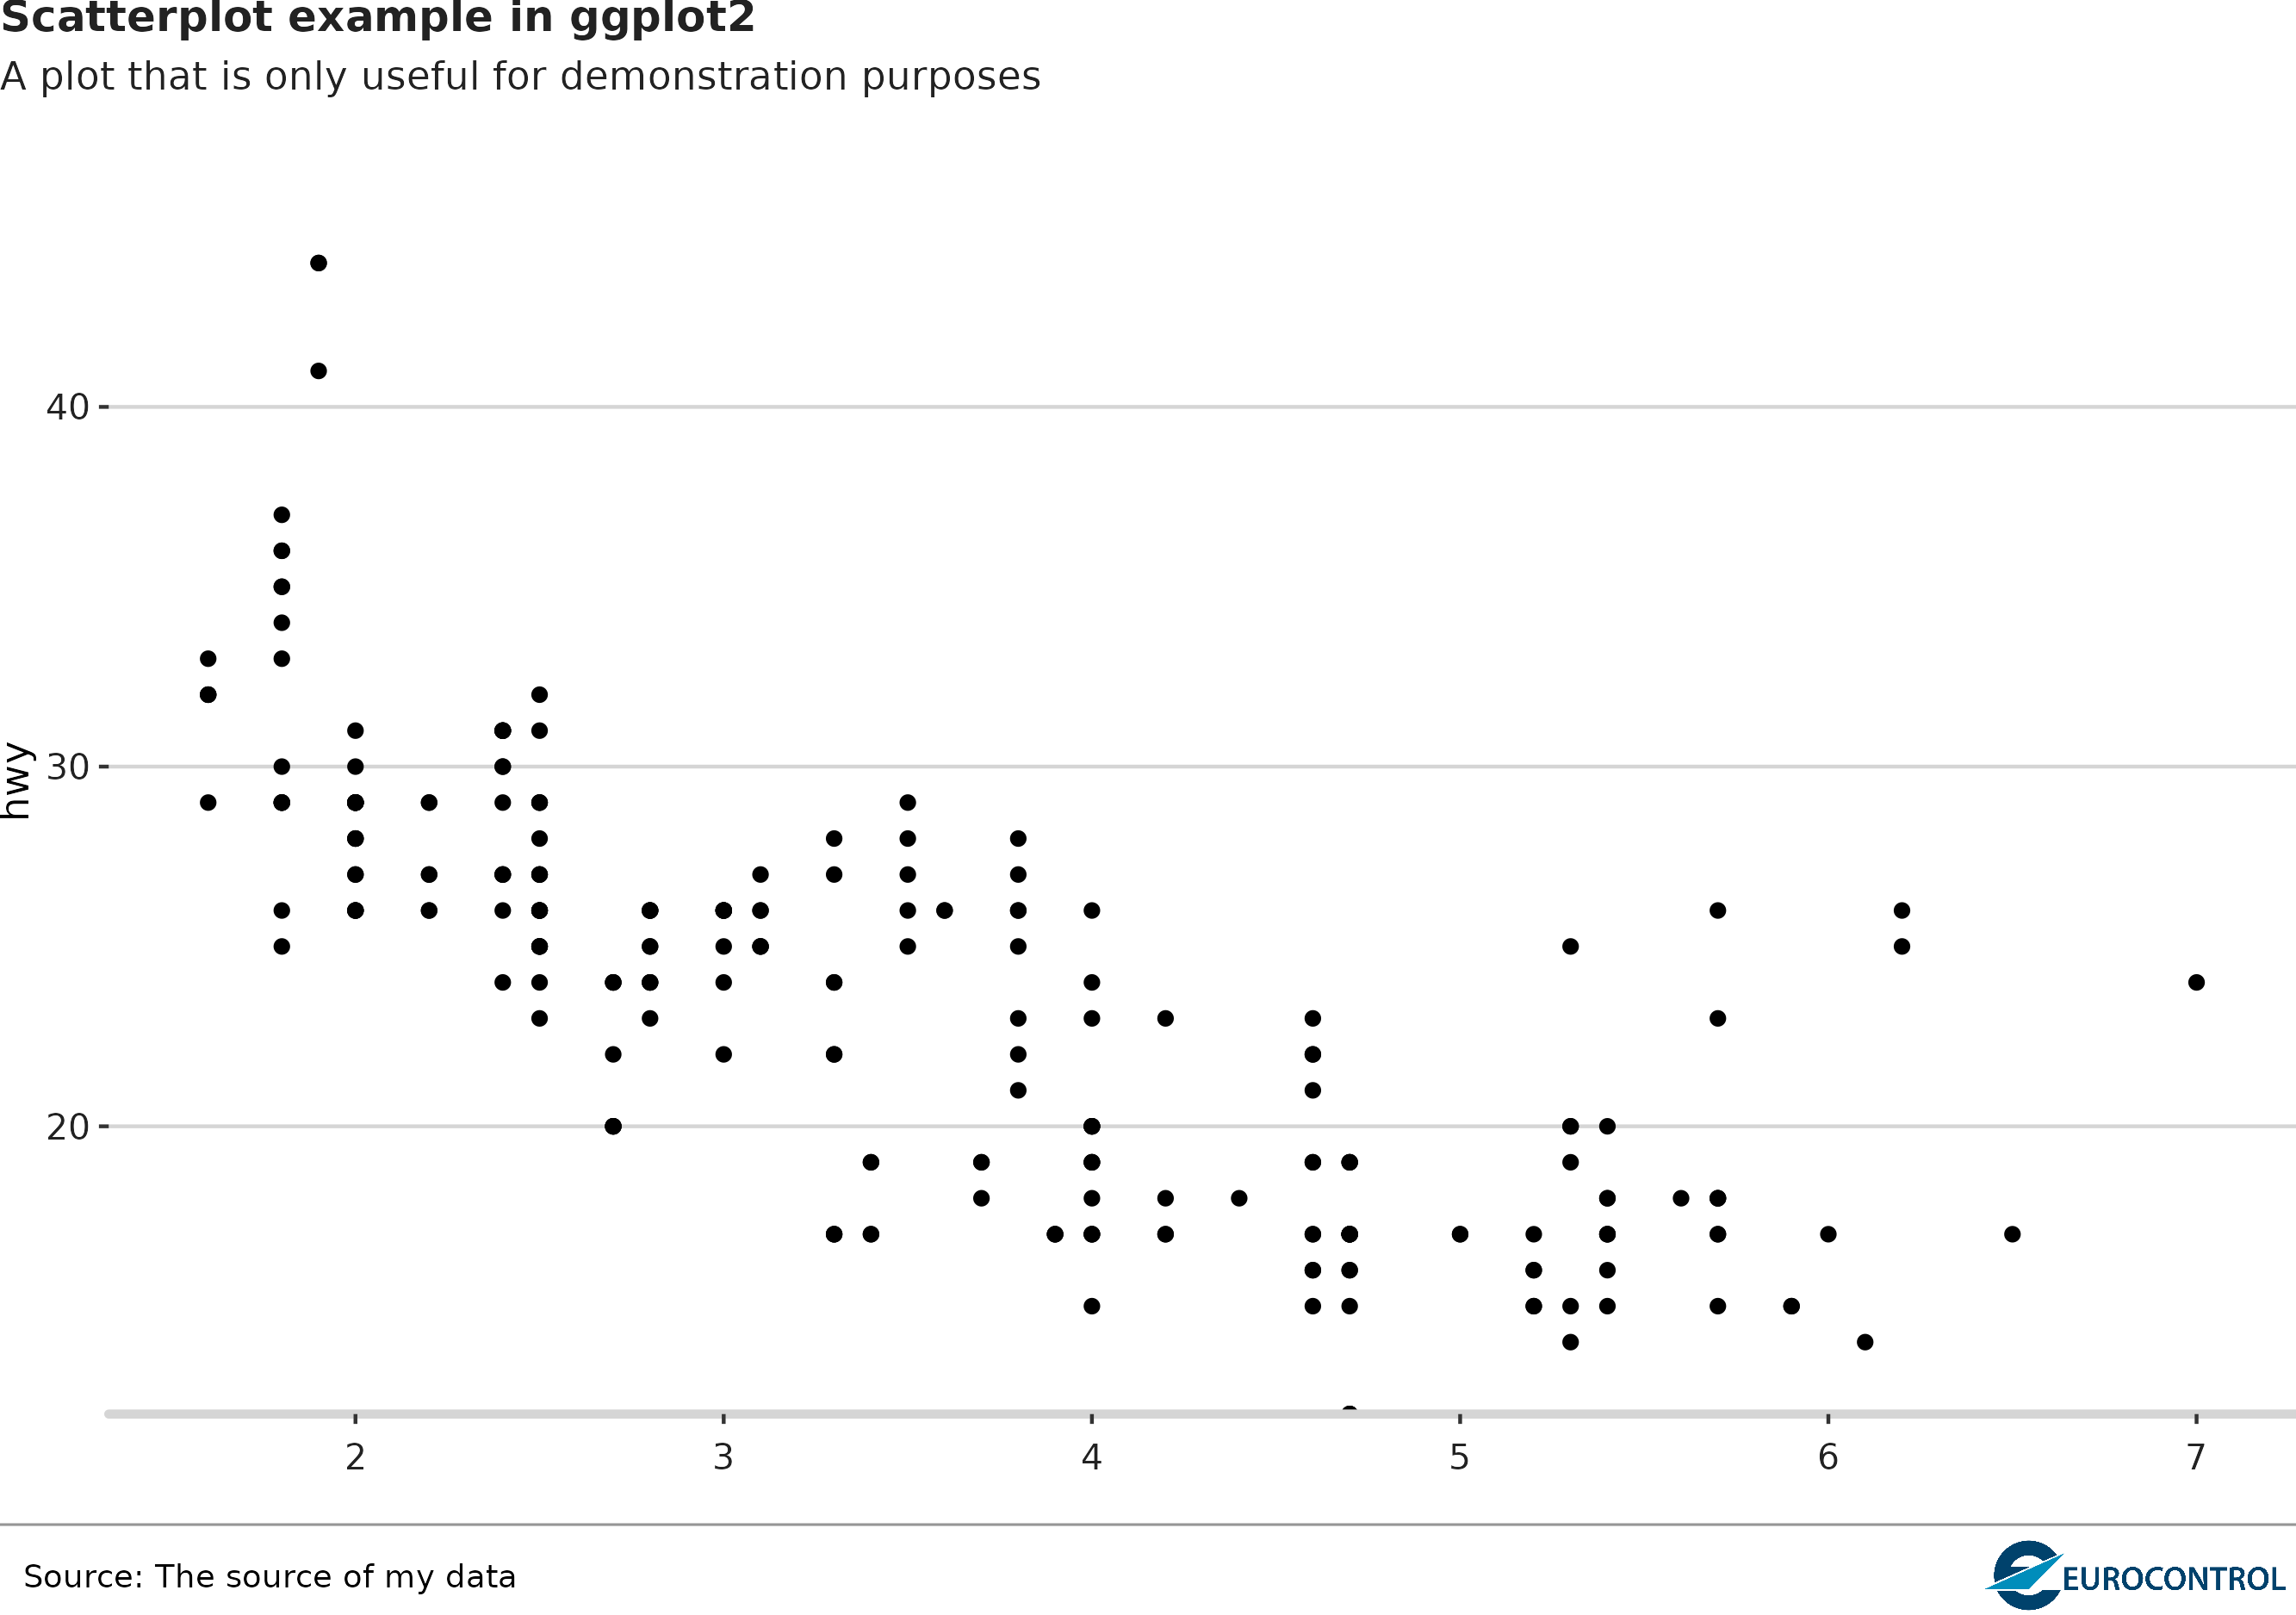 Scatterplot example in ggplot2
A plot that is only useful for demonstration purposes
40
30
20
hwy
2 3 4 5 6 7
Source: The source of my data
EUROCONTROL